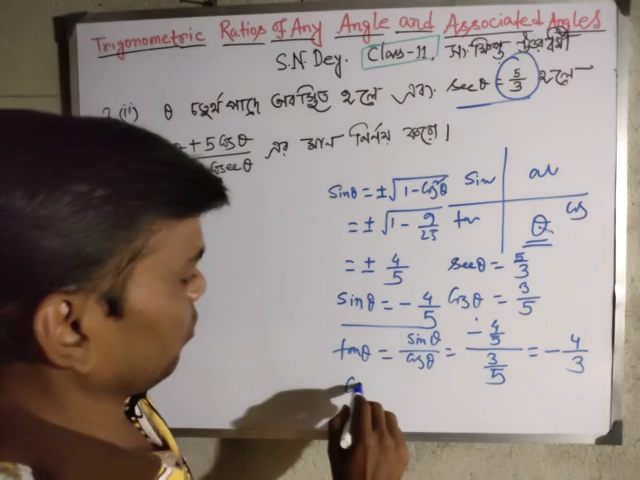 Trigonometric Ratios of Any Angle and Associated Angles
S.N. Dey. Class-11.
2.(ii) θ চতুর্থ পাদে অবস্থিত হলে এবং secθ = 5/3 হলে
+ 5cosθ
cosecθ এর মান নির্ণয় করো।
sinθ = ±√1 - cos²θ
= ±√1 - 9/25
= ± 4/5
sinθ = - 4/5
sin all
tan cos
θ
secθ = 5/3
cosθ = 3/5
tanθ = sinθ/cosθ = - 4/5 / 3/5 = - 4/3